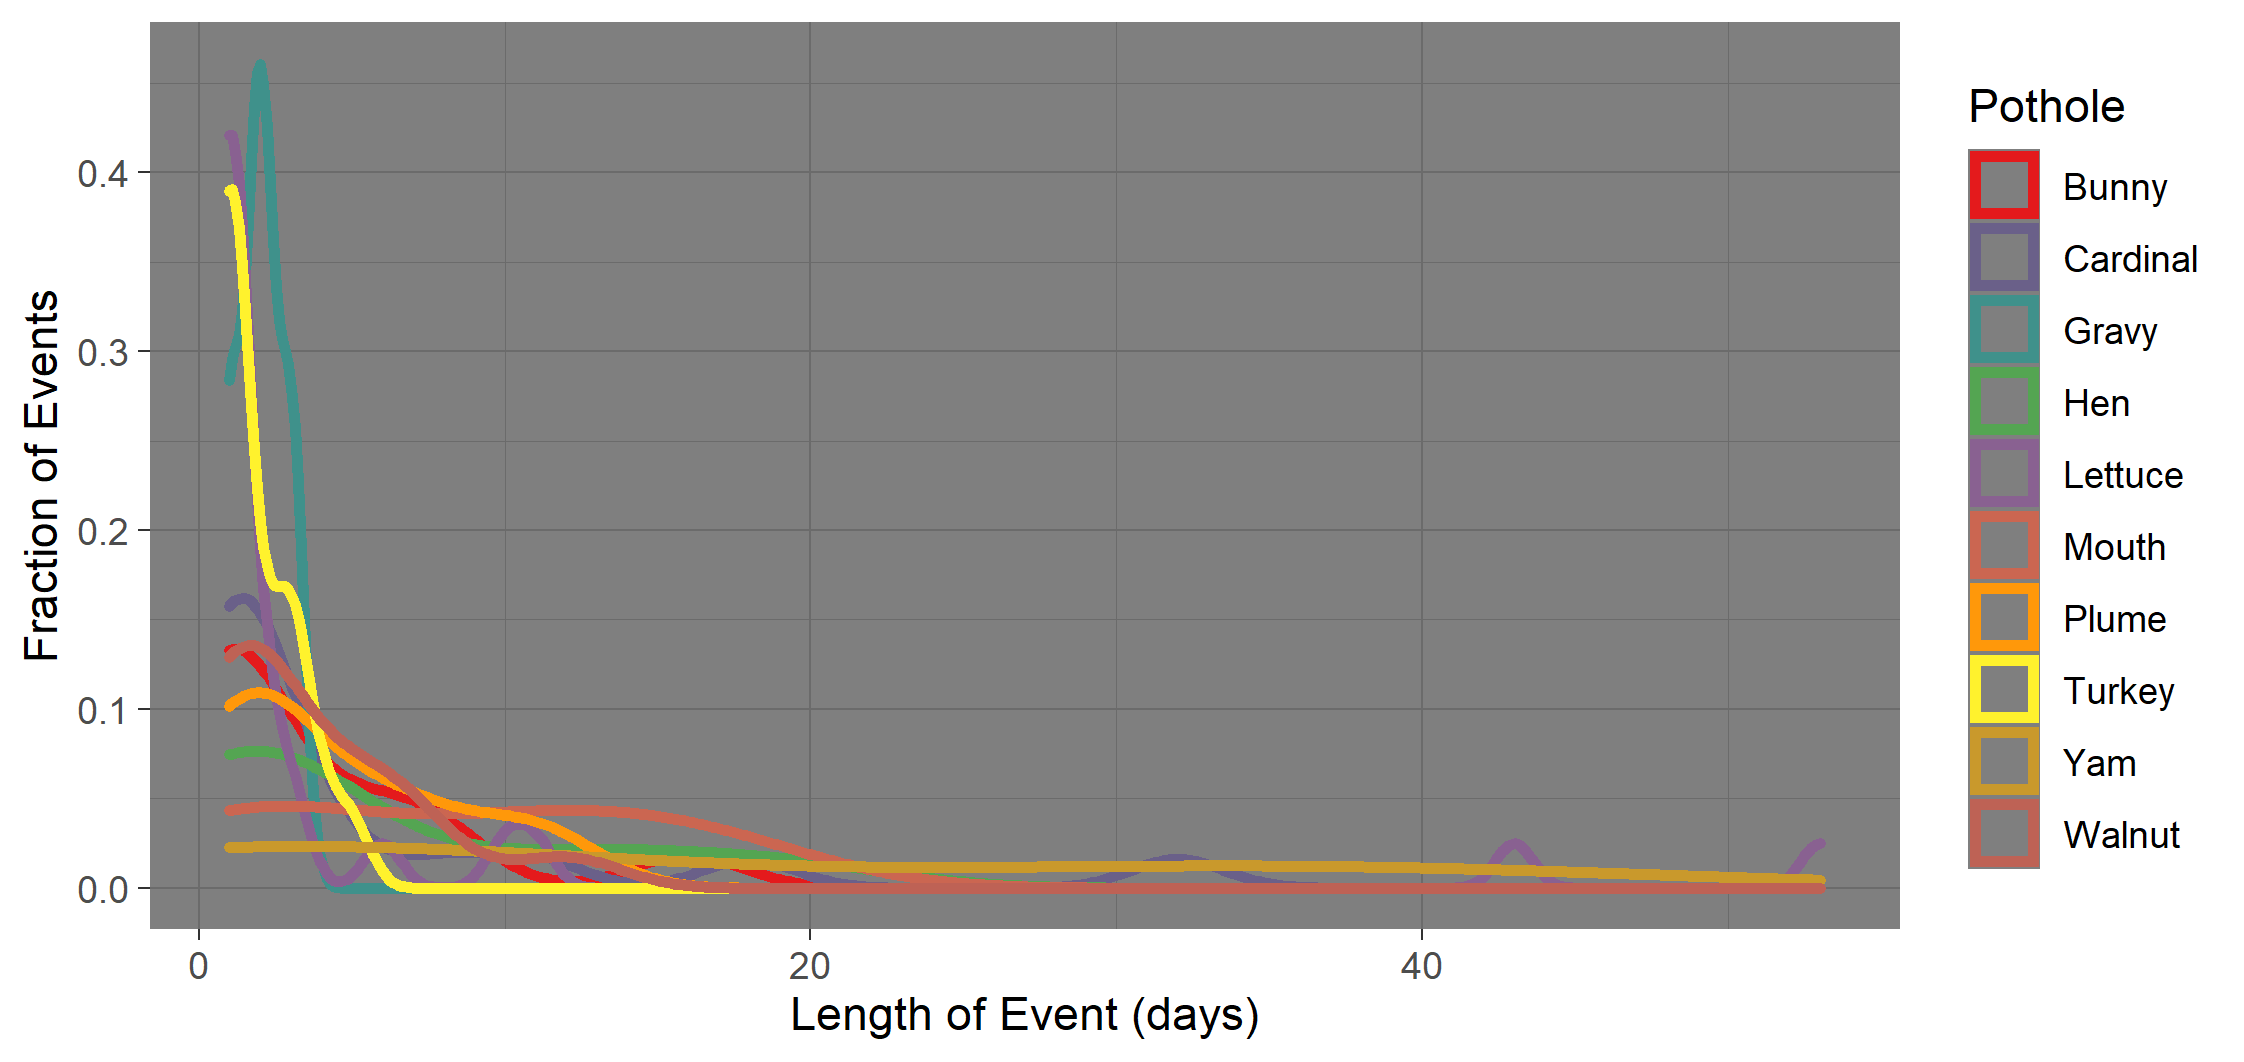 Fraction of Events
0.4
0.3
0.2
0.1
0.0
0
20
40
Length of Event (days)
Pothole
Bunny
Cardinal
Gravy
Hen
Lettuce
Mouth
Plume
Turkey
Yam
Walnut